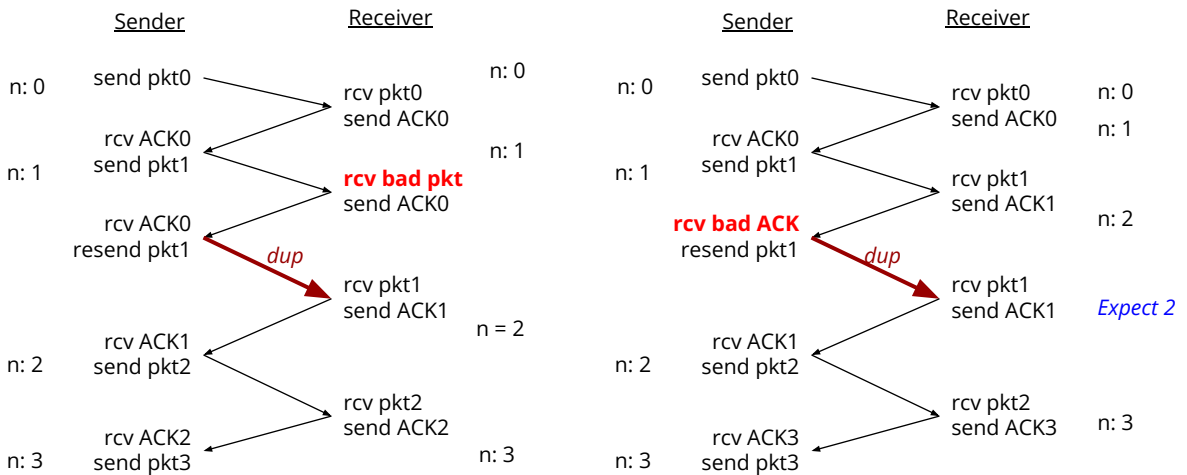 Sender
Receiver
n: 0
send pkt0
n: 0
rcv pkt0
send ACK0
rcv ACK0
send pkt1
n: 1
n: 1
rcv bad pkt
send ACK0
rcv ACK0
resend pkt1
dup
rcv pkt1
send ACK1
n = 2
rcv ACK1
send pkt2
n: 2
rcv pkt2
send ACK2
rcv ACK2
send pkt3
n: 3
n: 3
Sender
Receiver
n: 0
send pkt0
rcv pkt0
send ACK0
n: 0
n: 1
rcv ACK0
send pkt1
n: 1
rcv pkt1
send ACK1
n: 2
rcv bad ACK
resend pkt1
dup
rcv pkt1
send ACK1
Expect 2
rcv ACK1
send pkt2
n: 2
rcv pkt2
send ACK3
n: 3
rcv ACK3
send pkt3
n: 3